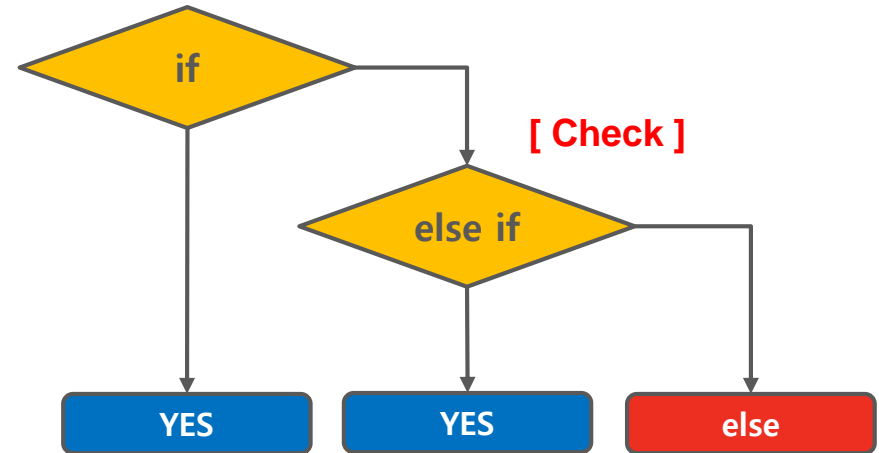 if
[ Check ]
else if
YES
YES
else